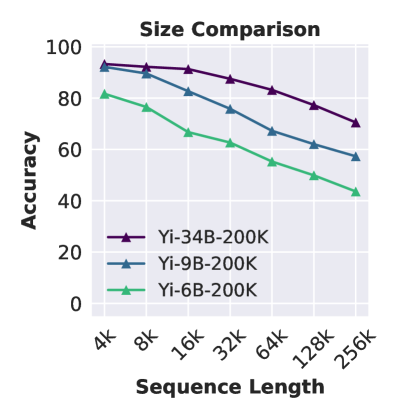 Size Comparison
Accuracy
100
80
60
40
20
0
Yi-34B-200K
Yi-9B-200K
Yi-6B-200K
4k 8k 16k 32k 64k 128k 256k
Sequence Length